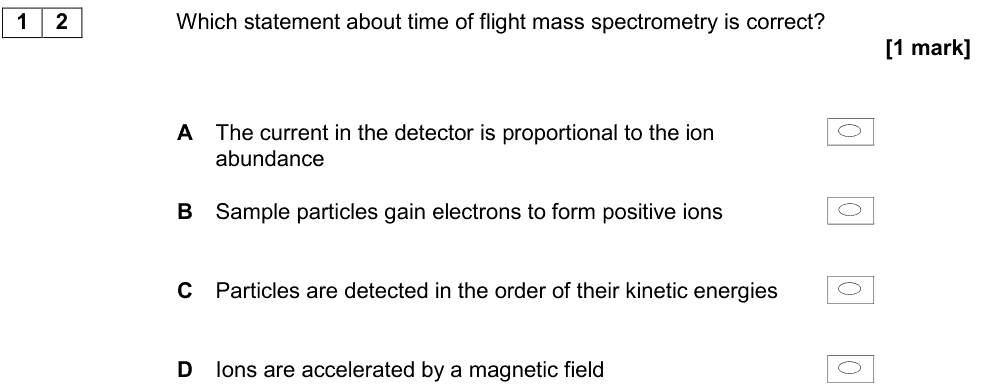 1 2 Which statement about time of flight mass spectrometry is correct?
[1 mark]
A The current in the detector is proportional to the ion
abundance
B Sample particles gain electrons to form positive ions
C Particles are detected in the order of their kinetic energies
D Ions are accelerated by a magnetic field